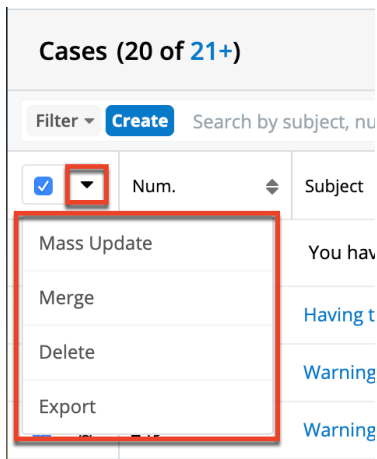 Cases (20 of 21+)
Filter Create Search by subject, nu
Num. Subject
Mass Update
You hav
Merge
Having t
Delete
Warning
Export
Warning